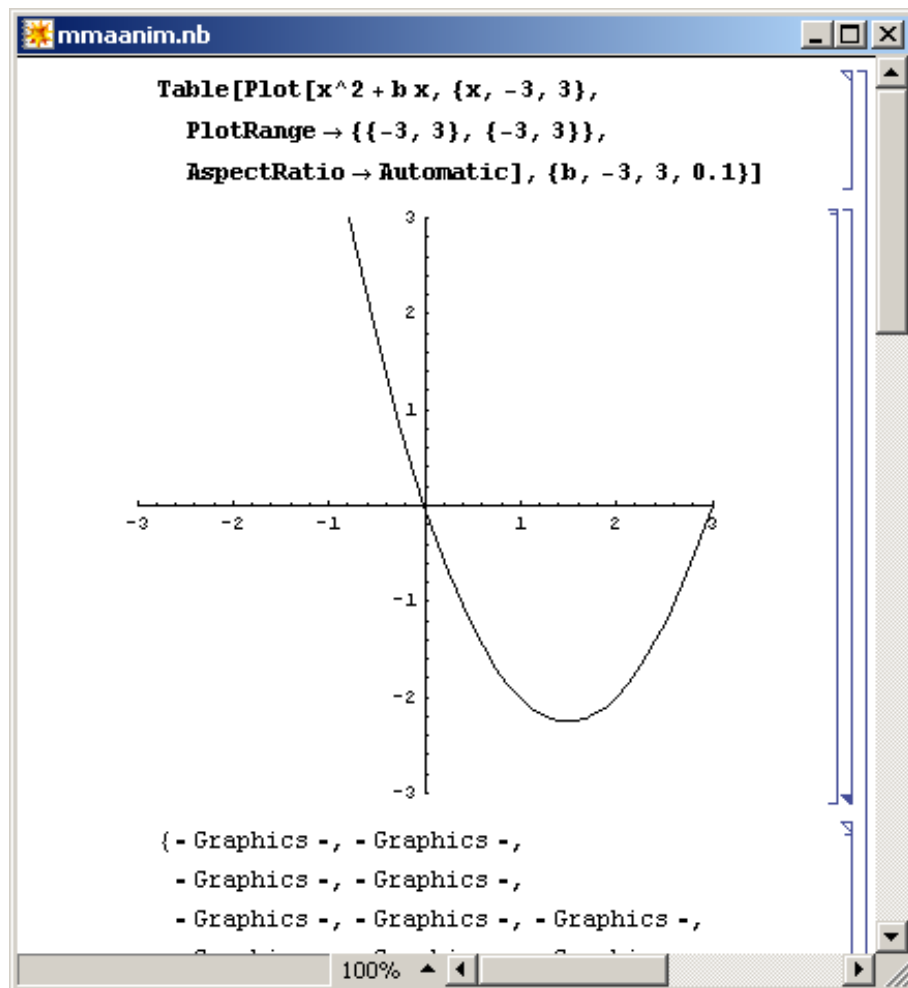 mmaanim.nb
Table[Plot[x^2 + b x, {x, -3, 3},
PlotRange → {{-3, 3}, {-3, 3}},
AspectRatio → Automatic], {b, -3, 3, 0.1}]
3
2
1
-3 -2 -1 1 2 3
-1
-2
-3
{- Graphics -, - Graphics -,
- Graphics -, - Graphics -,
- Graphics -, - Graphics -, - Graphics -,
100%